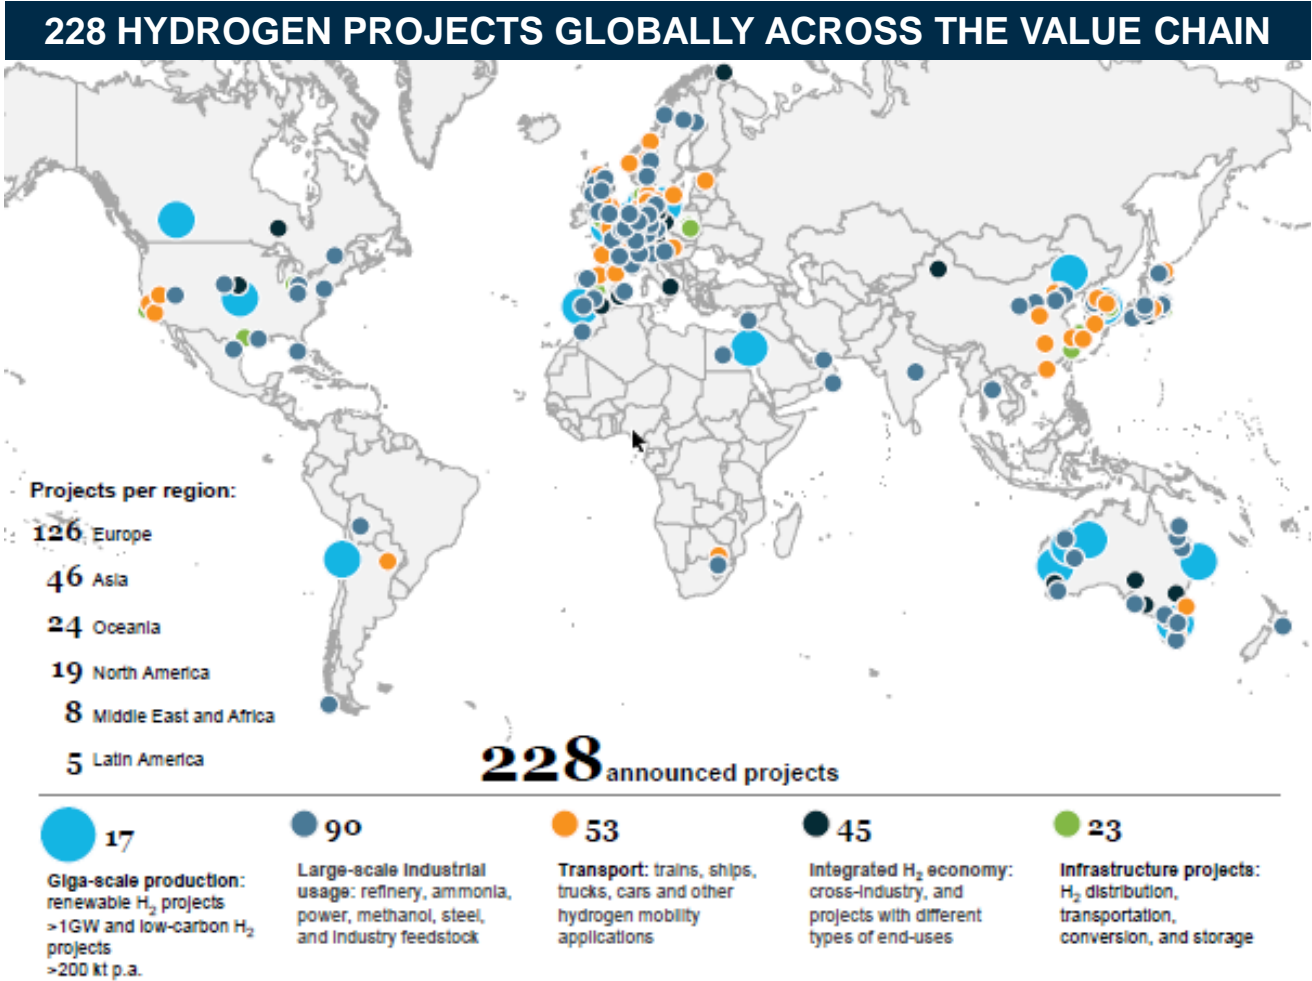 228 HYDROGEN PROJECTS GLOBALLY ACROSS THE VALUE CHAIN
Projects per region:
126 Europe
46 Asia
24 Oceania
19 North America
8 Middle East and Africa
5 Latin America
228 announced projects
17
Giga-scale production:
renewable H2 projects
>1GW and low-carbon H2
projects
>200 kt p.a.
90
Large-scale industrial
usage: refinery, ammonia,
power, methanol, steel,
and industry feedstock
53
Transport: trains, ships,
trucks, cars and other
hydrogen mobility
applications
45
Integrated H2 economy:
cross-industry, and
projects with different
types of end-uses
23
Infrastructure projects:
H2 distribution,
transportation,
conversion, and storage